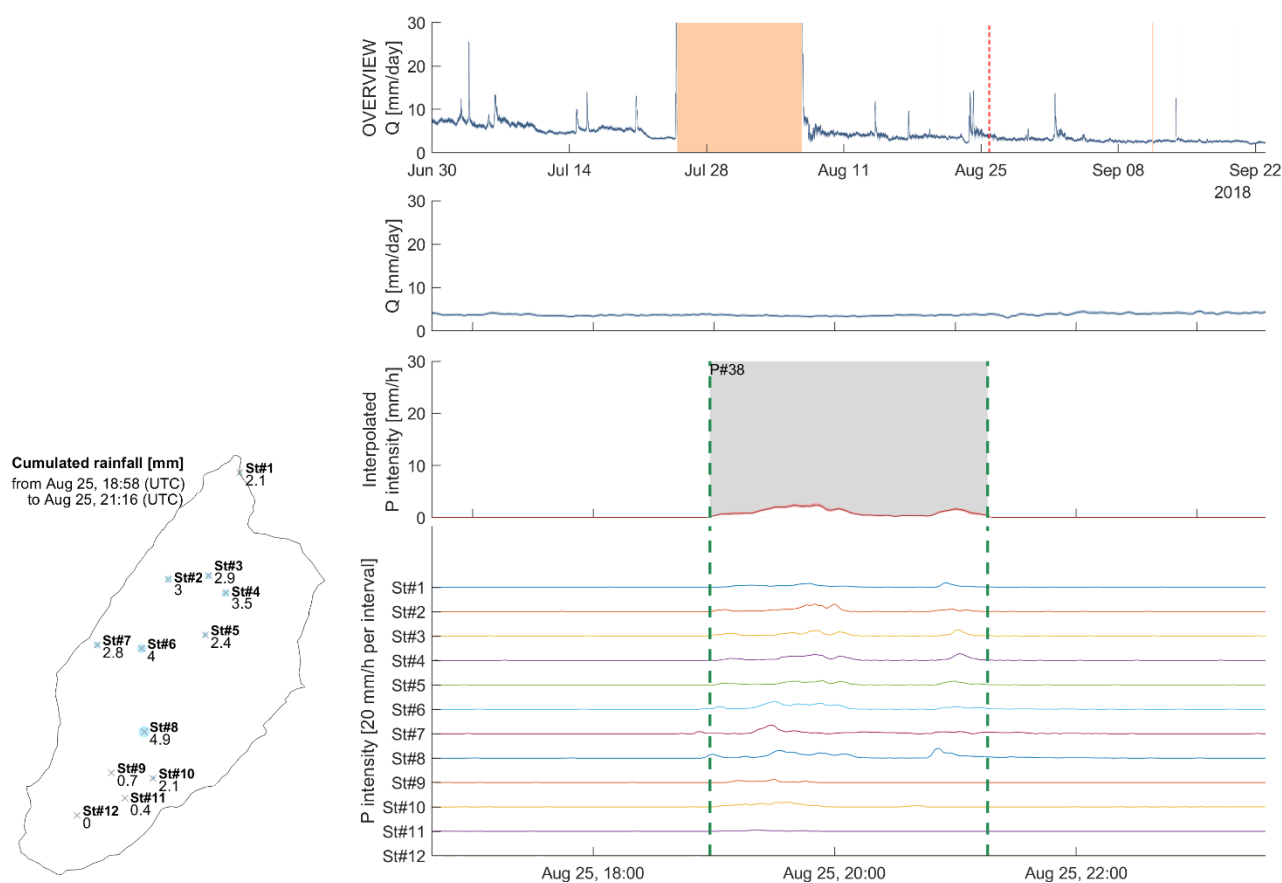 OVERVIEW
Q [mm/day]
30
20
10
0
Jun 30
Jul 14
Jul 28
Aug 11
Aug 25
Sep 08
Sep 22
2018
Q [mm/day]
30
20
10
0
Interpolated
P intensity [mm/h]
30
20
10
0
P#38
Cumulated rainfall [mm]
from Aug 25, 18:58 (UTC)
to Aug 25, 21:16 (UTC)
St#1
2.1
St#2
3
St#3
2.9
St#4
3.5
St#5
2.4
St#6
4
St#7
2.8
St#8
4.9
St#9
0.7
St#10
2.1
St#11
0.4
St#12
0
P intensity [20 mm/h per interval]
St#1
St#2
St#3
St#4
St#5
St#6
St#7
St#8
St#9
St#10
St#11
St#12
Aug 25, 18:00
Aug 25, 20:00
Aug 25, 22:00